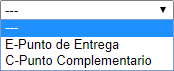 ---
---
E-Punto de Entrega
C-Punto Complementario